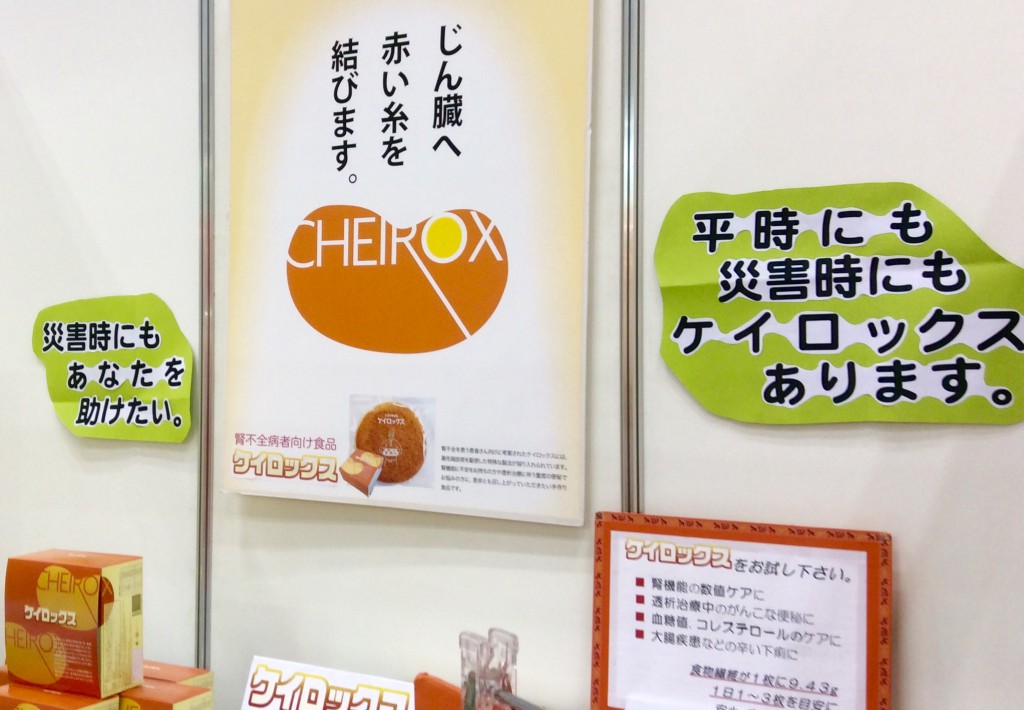 じん臓へ
赤い糸を
結びます。
CHEIROX
腎不全病者向け食品
ケイロックス
ケイロックス
災害時にも
あなたを
助けたい。
平時にも
災害時にも
ケイロックス
あります。
ケイロックスをお試し下さい。
■ 腎機能の数値ケアに
■ 透析治療中のがんこな便秘に
■ 血糖値、コレステロールのケアに
■ 大腸疾患などの辛い下痢に
食物繊維が1枚に9.43g
1日1〜3枚を目安に
CHEIRO
ケイロックス
HEIRO
ケイロックス